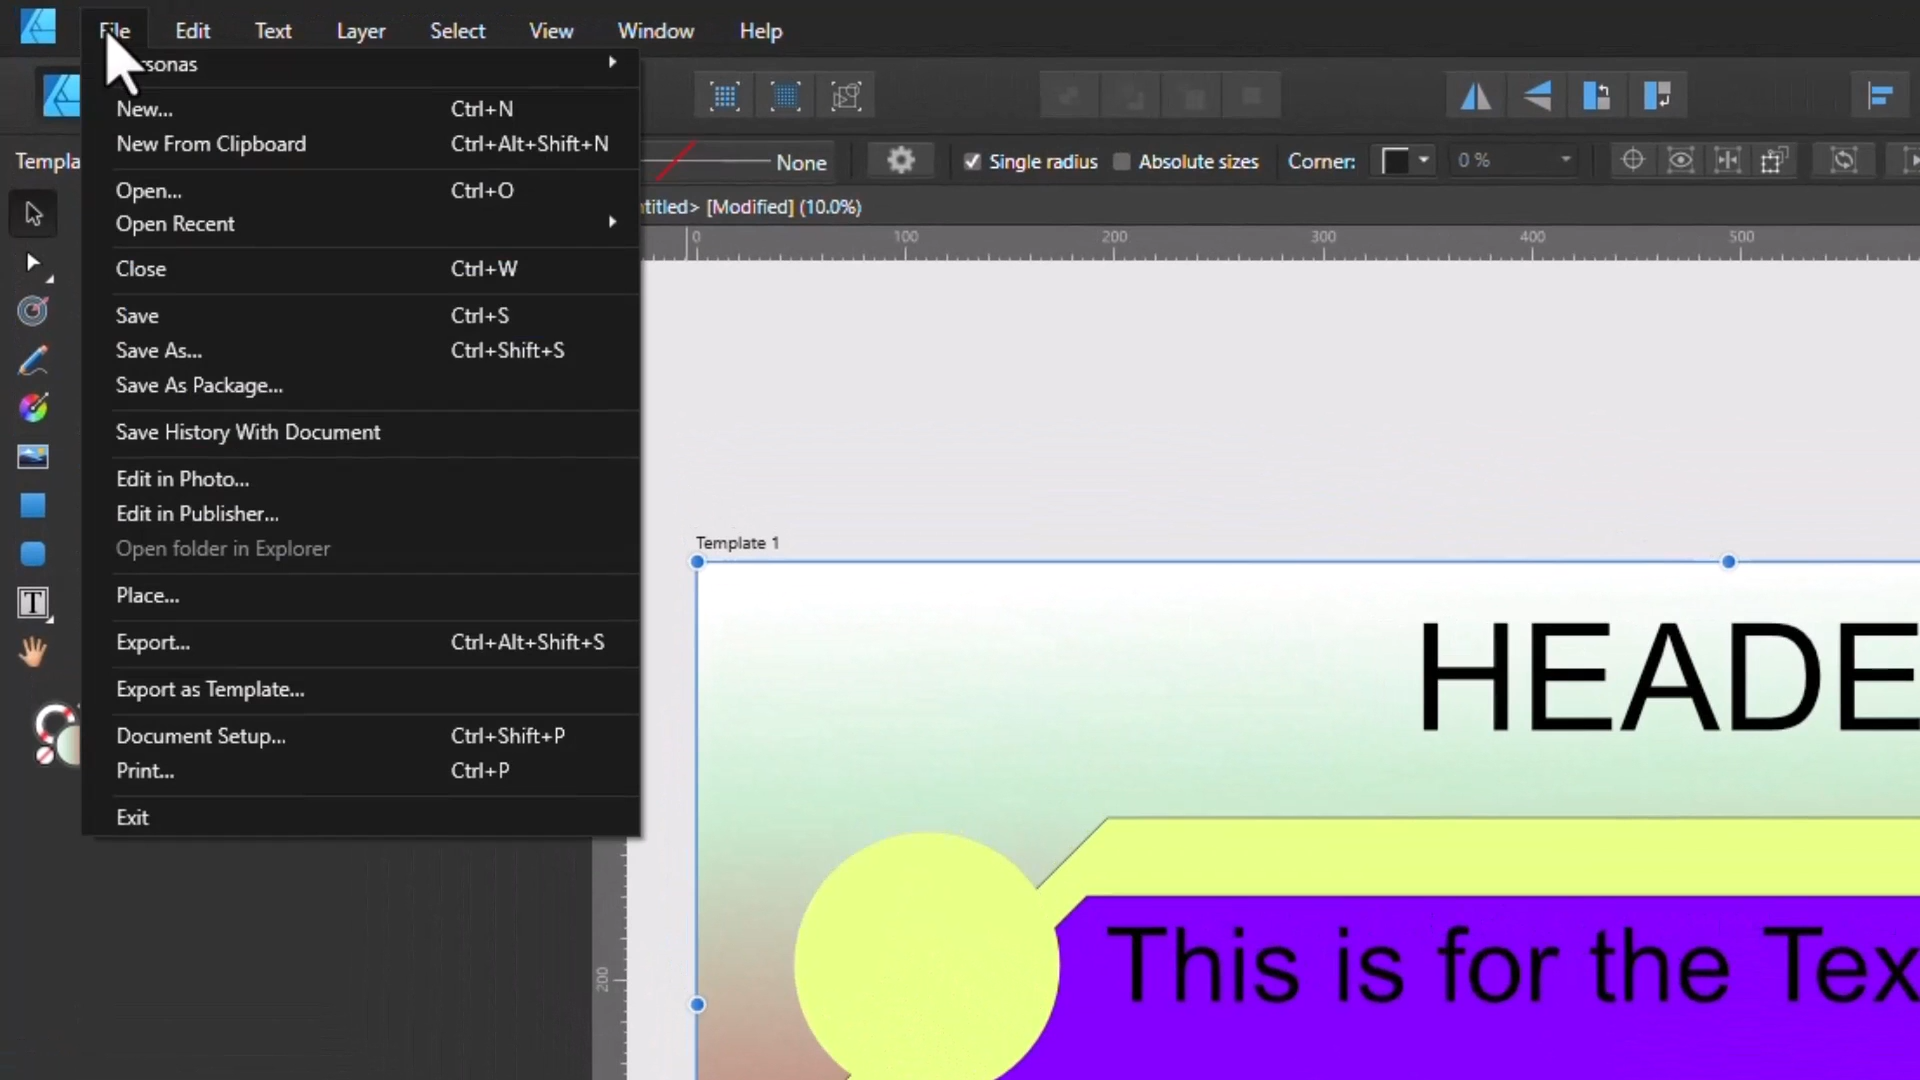 File Edit Text Layer Select View Window Help
sonas
New... Ctrl+N
New From Clipboard Ctrl+Alt+Shift+N
Open... Ctrl+O
Open Recent
Close Ctrl+W
Save Ctrl+S
Save As... Ctrl+Shift+S
Save As Package...
Save History With Document
Edit in Photo...
Edit in Publisher...
Open folder in Explorer
Place...
Export... Ctrl+Alt+Shift+S
Export as Template...
Document Setup... Ctrl+Shift+P
Print... Ctrl+P
Exit
Templa
None Single radius Absolute sizes Corner: 0 %
titled> [Modified] (10.0%)
0 100 200 300 400 500
200
Template 1
HEADE
This is for the Tex